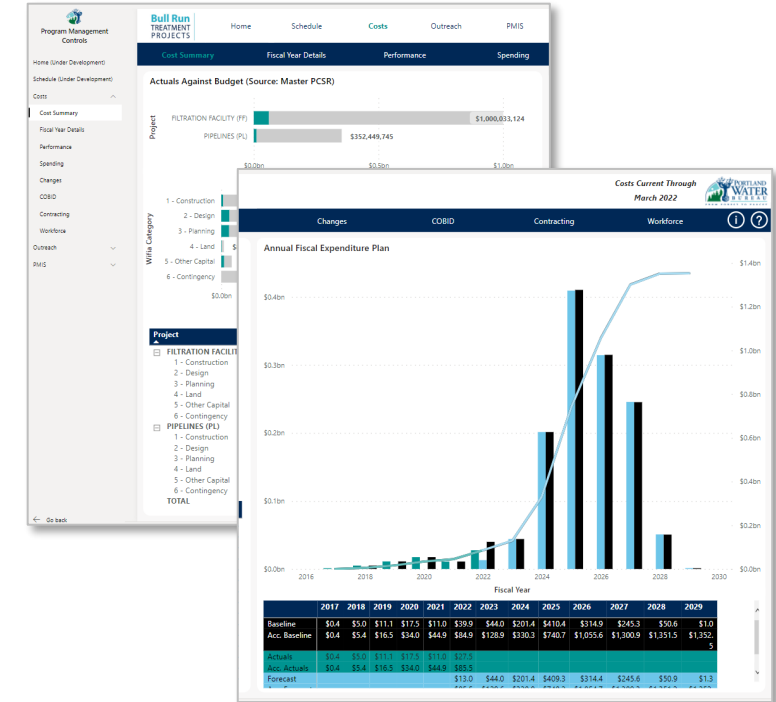 Program Management
Controls
Home (Under Development)
Schedule (Under Development)
Costs
Cost Summary
Fiscal Year Details
Performance
Spending
Changes
COBID
Contracting
Workforce
Outreach
PMIS
Go back
Bull Run
TREATMENT
PROJECTS
Home Schedule Costs Outreach PMIS
Cost Summary Fiscal Year Details Performance Spending
Actuals Against Budget (Source: Master PCSR)
Project
FILTRATION FACILITY (FF) $1,000,033,124
PIPELINES (PL) $352,449,745
$0.0bn $0.5bn $1.0bn
Wifia Category
1 - Construction
2 - Design
3 - Planning
4 - Land $
5 - Other Capital
6 - Contingency
$0.0bn
Project
FILTRATION FACILIT
1 - Construction
2 - Design
3 - Planning
4 - Land
5 - Other Capital
6 - Contingency
PIPELINES (PL)
1 - Construction
2 - Design
3 - Planning
4 - Land
5 - Other Capital
6 - Contingency
TOTAL
Costs Current Through
March 2022
PORTLAND
WATER
BUREAU
FROM FOREST TO FAUCET
Changes COBID Contracting Workforce
Annual Fiscal Expenditure Plan
$1.4bn
$0.4bn
$1.2bn
$1.0bn
$0.3bn
$0.8bn
$0.2bn
$0.6bn
$0.4bn
$0.1bn
$0.2bn
$0.0bn $0.0bn
2016 2018 2020 2022 2024 2026 2028 2030
Fiscal Year
2017 2018 2019 2020 2021 2022 2023 2024 2025 2026 2027 2028 2029
Baseline $0.4 $5.0 $11.1 $17.5 $11.0 $39.9 $44.0 $201.4 $410.4 $314.9 $245.3 $50.6 $1.0
Acc. Baseline $0.4 $5.4 $16.5 $34.0 $44.9 $84.9 $128.9 $330.3 $740.7 $1,055.6 $1,300.9 $1,351.5 $1,352.
5
Actuals $0.4 $5.0 $11.1 $17.5 $11.0 $27.5
Acc. Actuals $0.4 $5.4 $16.5 $34.0 $44.9 $85.5
Forecast $13.0 $44.0 $201.4 $409.3 $314.4 $245.6 $50.9 $1.3